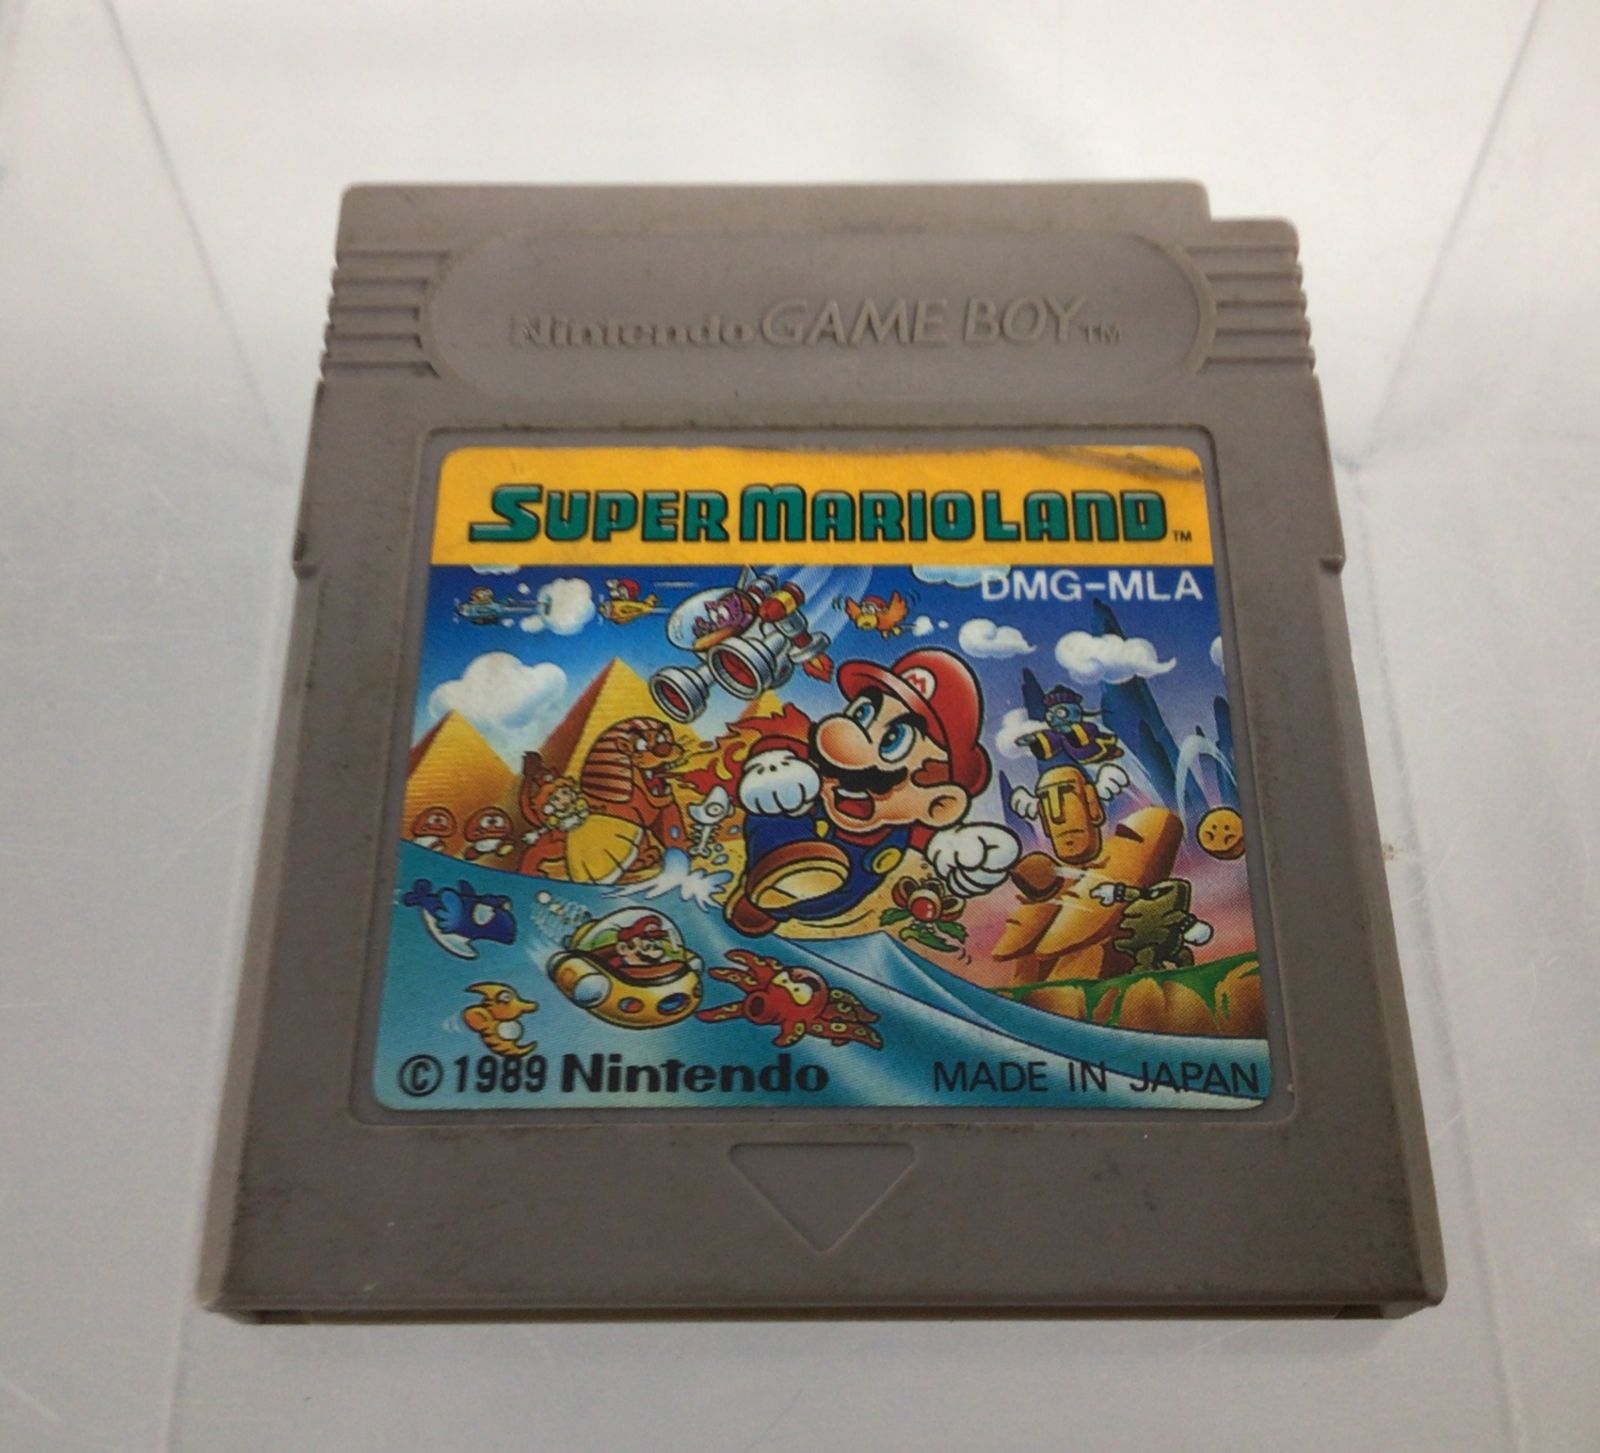 Nintendo GAME BOY™
SUPER MARIO LAND™
DMG-MLA
M
© 1989 Nintendo
MADE IN JAPAN